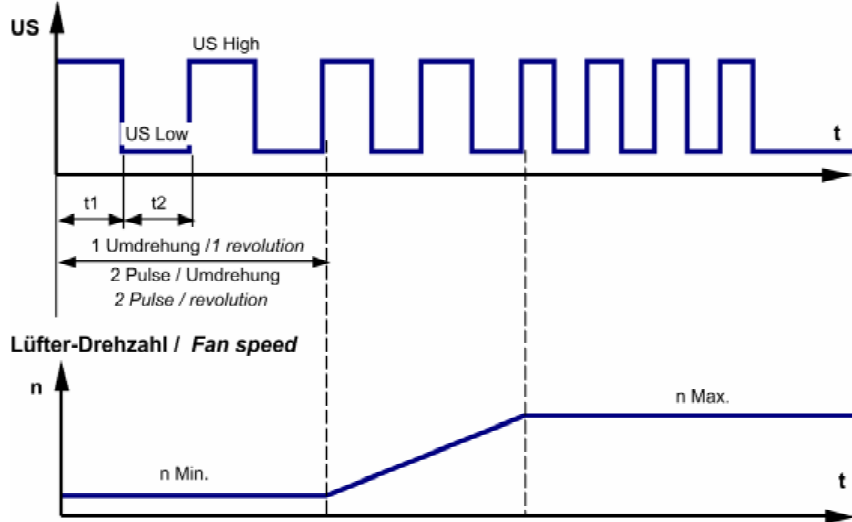 US
US High
US Low
t
t1
t2
1 Umdrehung / 1 revolution
2 Pulse / Umdrehung
2 Pulse / revolution
Lüfter-Drehzahl / Fan speed
n
n Max.
n Min.
t